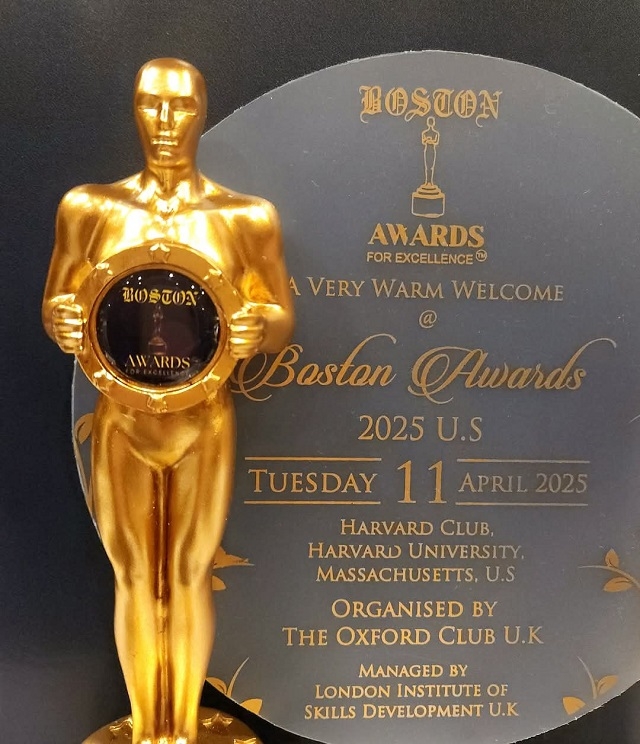 BOSTON
AWARDS
FOR EXCELLENCE™
A VERY WARM WELCOME
@
Boston Awards
2025 U.S
TUESDAY 11 APRIL 2025
HARVARD CLUB,
HARVARD UNIVERSITY,
MASSACHUSETTS, U.S
ORGANISED BY
THE OXFORD CLUB U.K
MANAGED BY
LONDON INSTITUTE OF
SKILLS DEVELOPMENT U.K
BOSTON
AWARDS
FOR EXCELLENCE